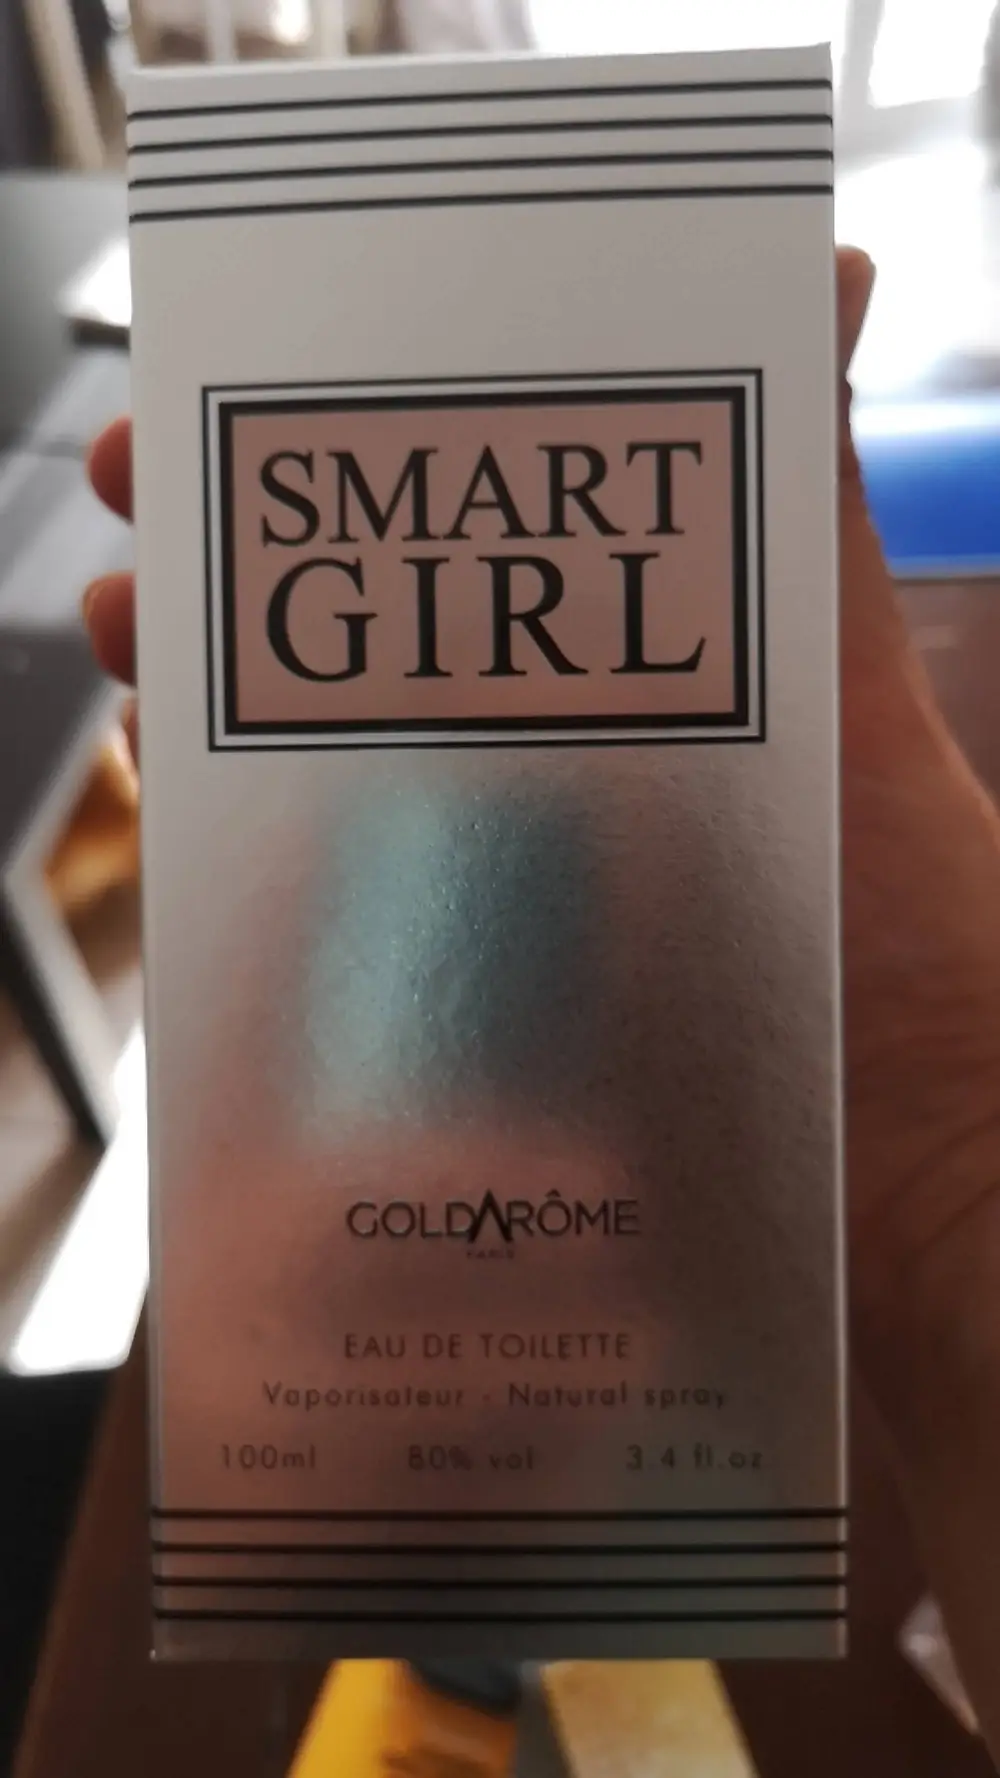 SMART
GIRL
GOLDARÔME
PARIS
EAU DE TOILETTE
Vaporisateur - Natural spray
100ml 80% vol 3.4 fl.oz